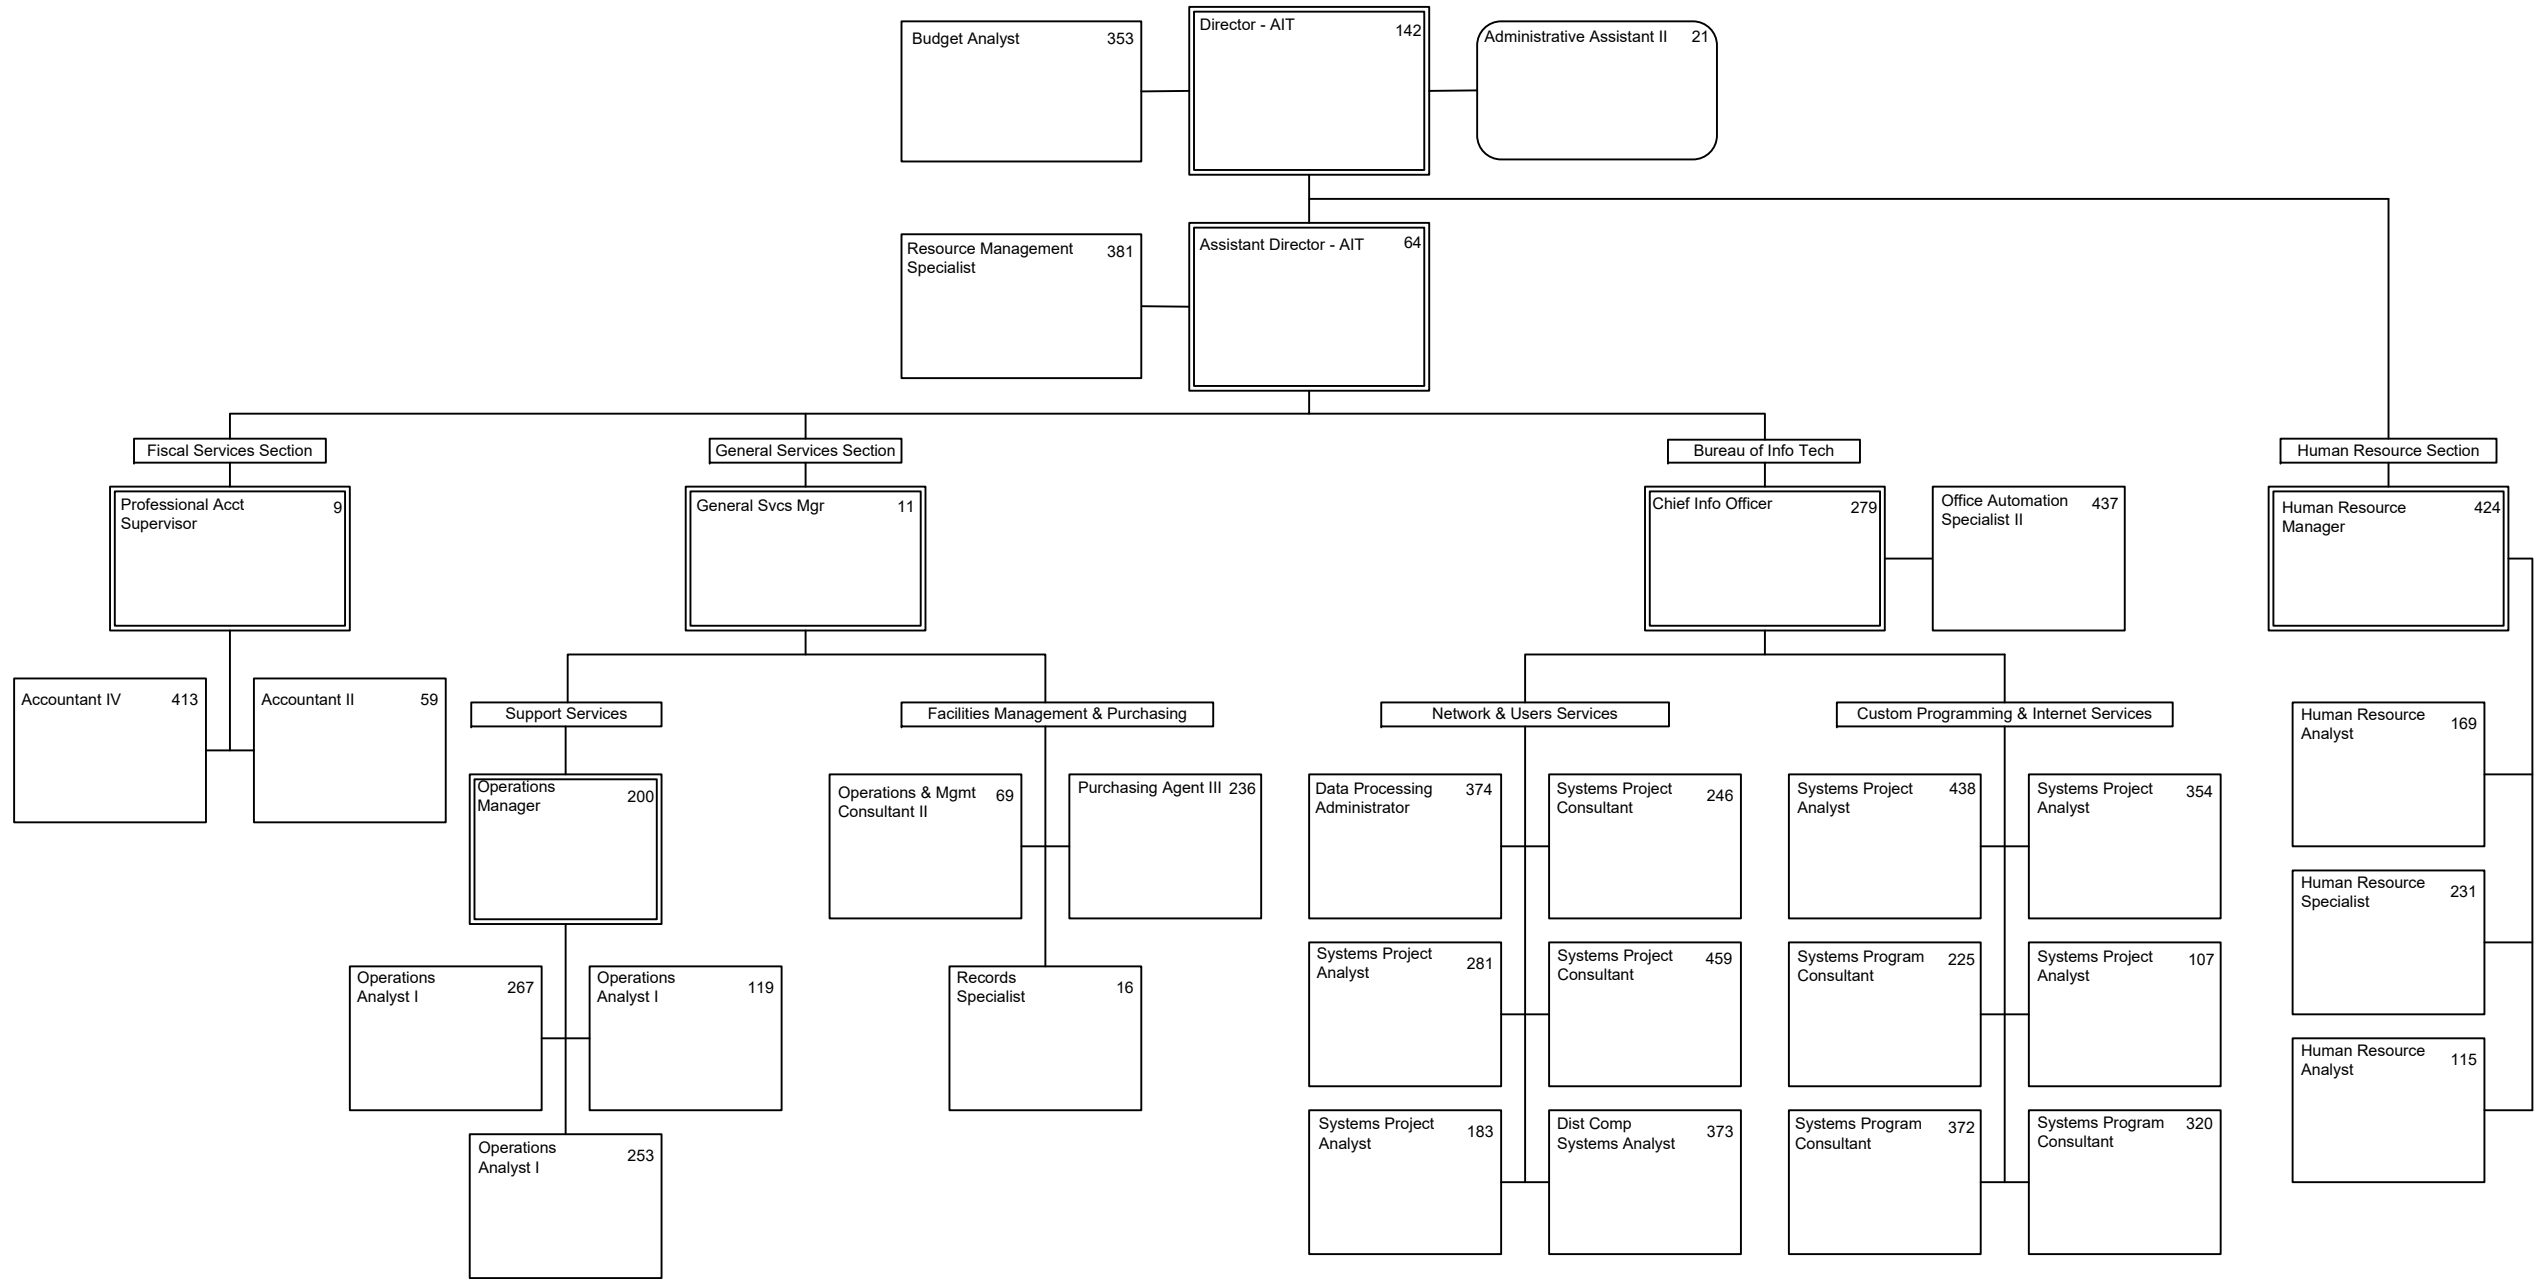 Budget Analyst 353
Director - AIT 142
Administrative Assistant II 21
Resource Management 381
Specialist
Assistant Director - AIT 64
Fiscal Services Section
General Services Section
Bureau of Info Tech
Human Resource Section
Professional Acct 9
Supervisor
General Svcs Mgr 11
Chief Info Officer 279
Office Automation 437
Specialist II
Human Resource 424
Manager
Accountant IV 413
Accountant II 59
Support Services
Facilities Management & Purchasing
Network & Users Services
Custom Programming & Internet Services
Human Resource 169
Analyst
Operations
Manager 200
Operations & Mgmt 69
Consultant II
Purchasing Agent III 236
Data Processing 374
Administrator
Systems Project 246
Consultant
Systems Project 438
Analyst
Systems Project 354
Analyst
Human Resource 231
Specialist
Operations 267
Analyst I
Operations 119
Analyst I
Records 16
Specialist
Systems Project 281
Analyst
Systems Project 459
Consultant
Systems Program 225
Consultant
Systems Project 107
Analyst
Human Resource 115
Analyst
Operations 253
Analyst I
Systems Project 183
Analyst
Dist Comp 373
Systems Analyst
Systems Program 372
Consultant
Systems Program 320
Consultant